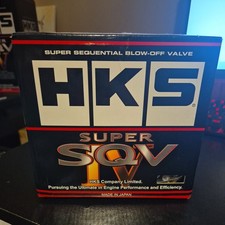 SUPER SEQUENTIAL BLOW-OFF VALVE
HKS
SUPER
SQV
IV
HKS Company Limited.
Pursuing the Ultimate in Engine Performance and Efficiency.
MADE IN JAPAN